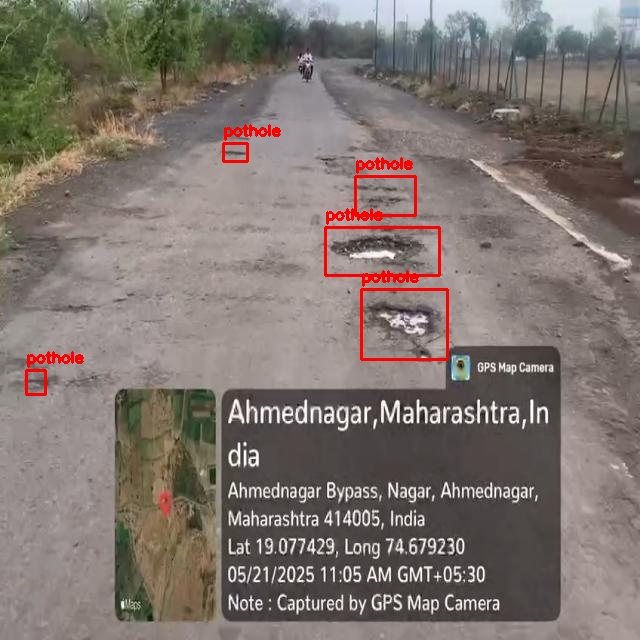 pothole
pothole
pothole
pothole
pothole
GPS Map Camera
Ahmednagar,Maharashtra,In
dia
Ahmednagar Bypass, Nagar, Ahmednagar,
Maharashtra 414005, India
Lat 19.077429, Long 74.679230
05/21/2025 11:05 AM GMT+05:30
Note : Captured by GPS Map Camera
Maps